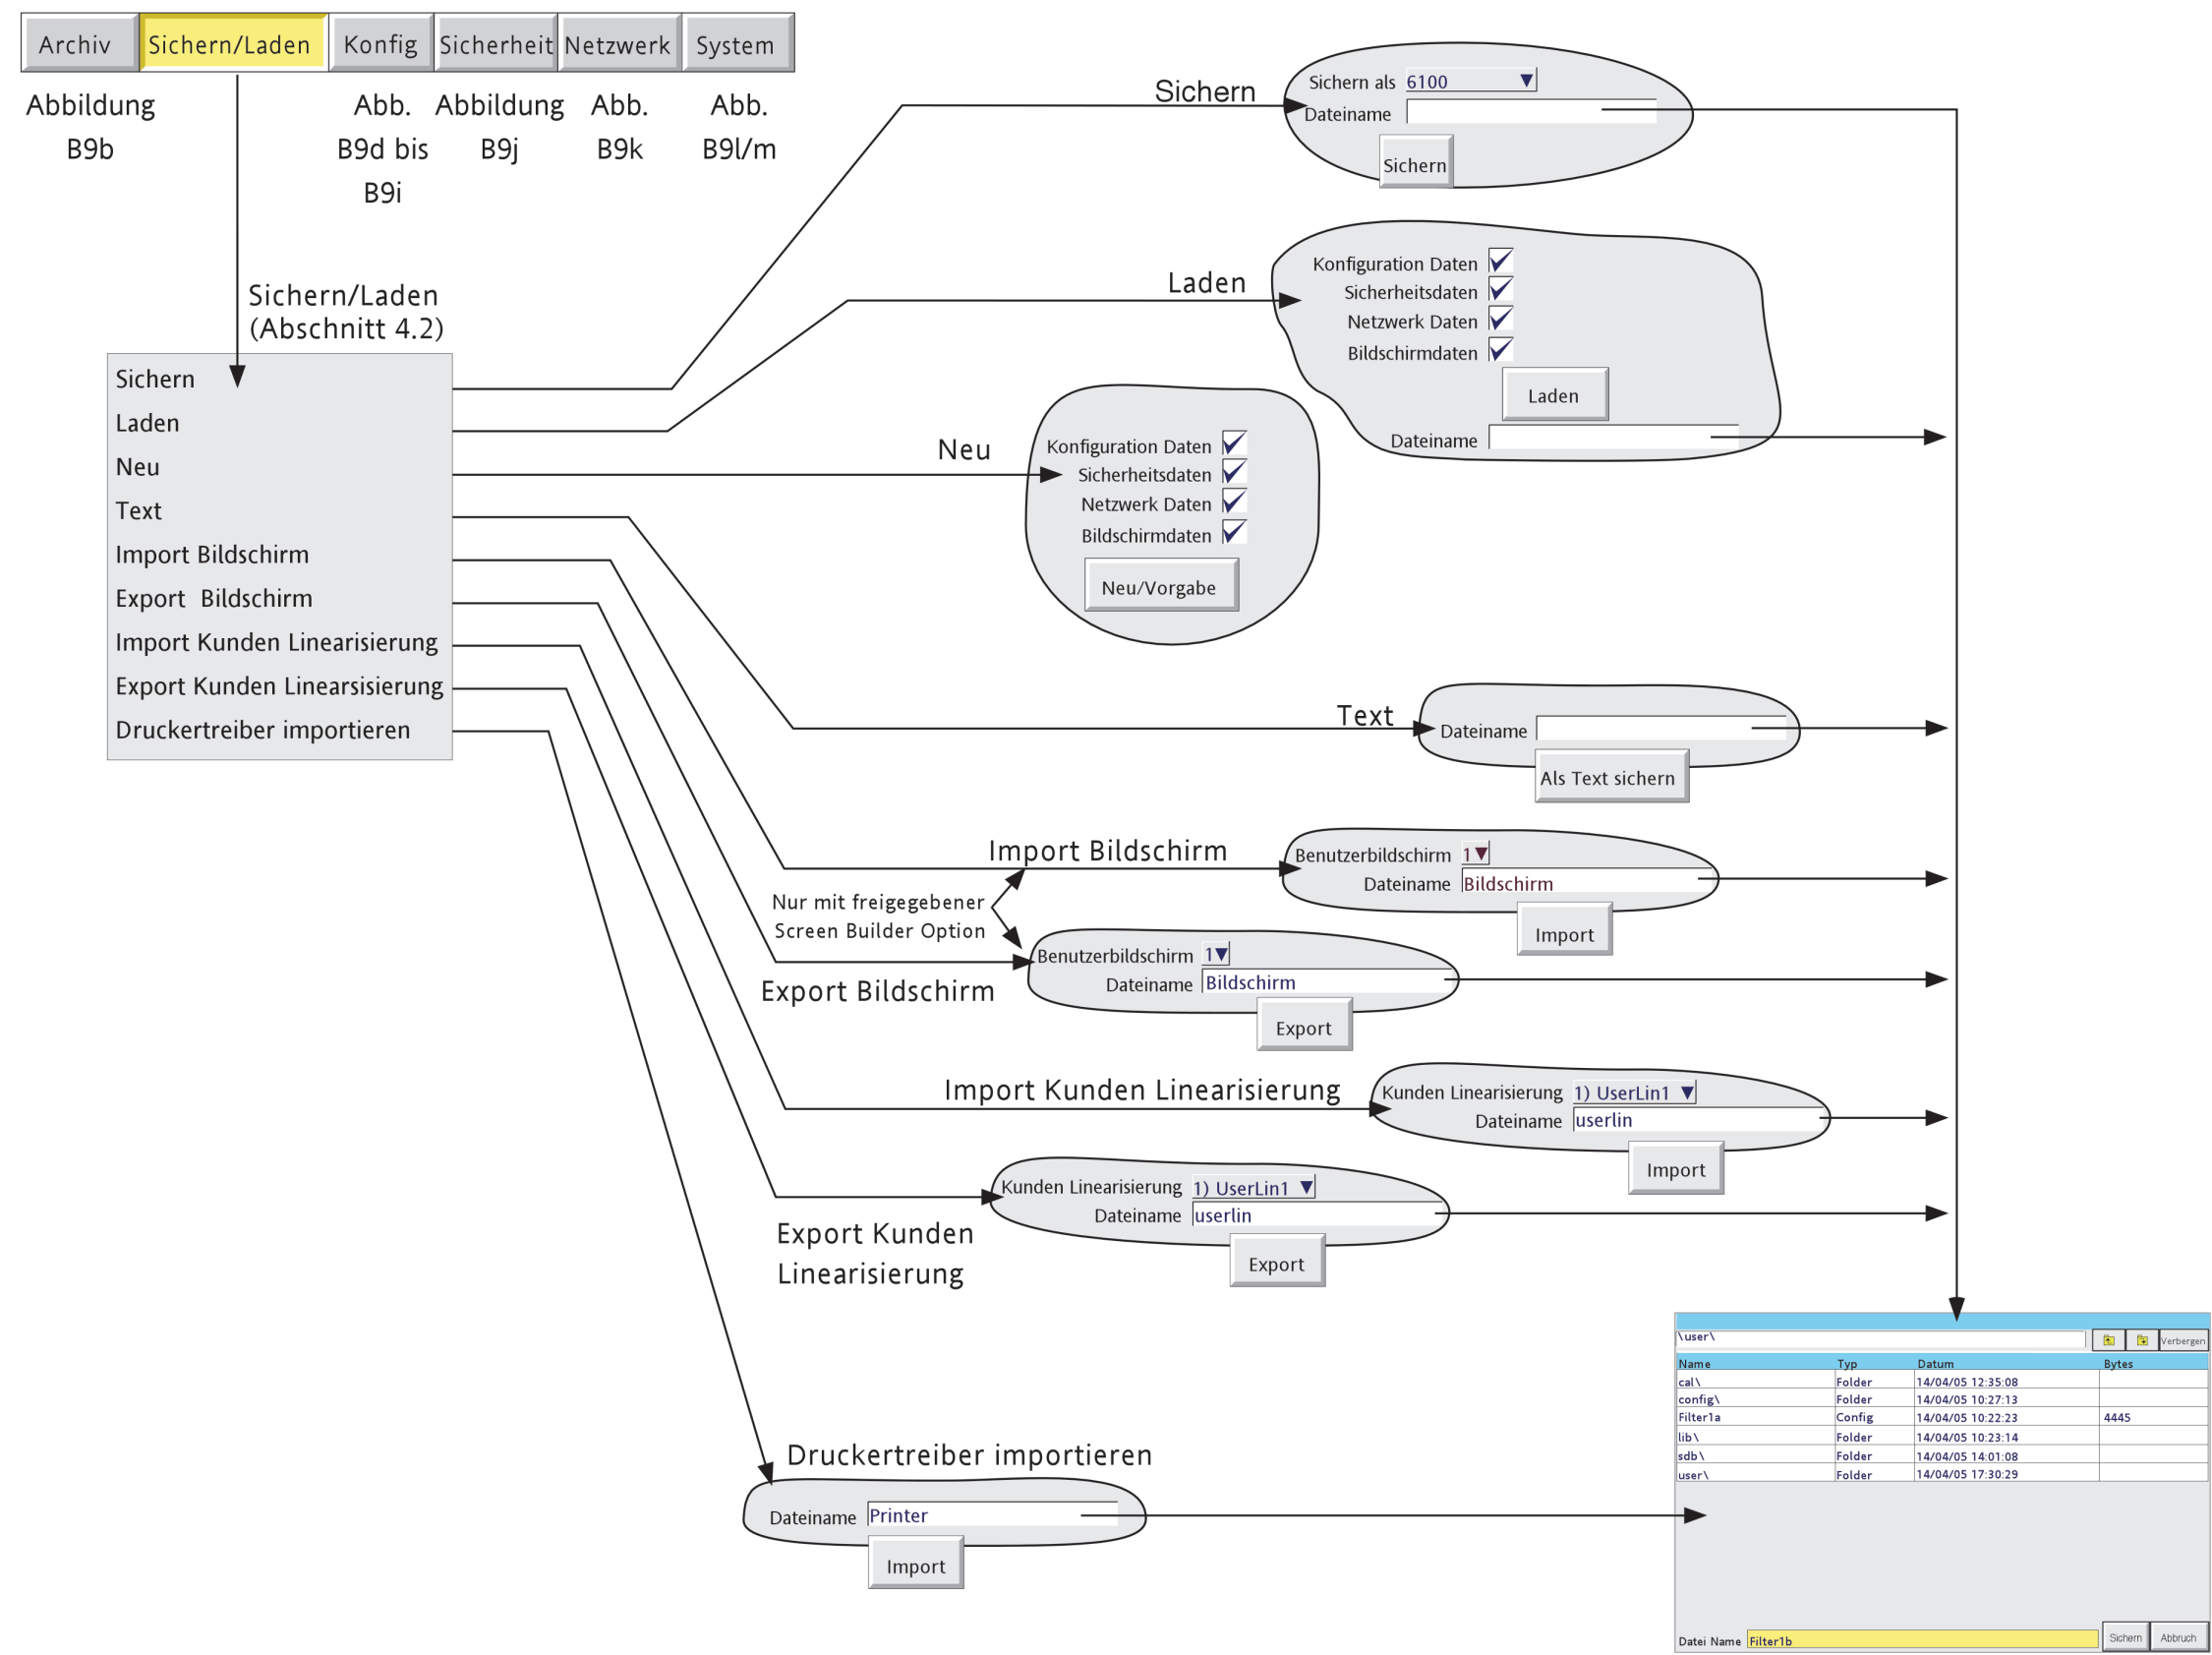 Archiv Sichern/Laden Konfig Sicherheit Netzwerk System
Abbildung Abb. Abbildung Abb. Abb.
B9b B9d bis B9j B9k B9l/m
B9i
Sichern/Laden
(Abschnitt 4.2)
Sichern
Laden
Neu
Text
Import Bildschirm
Export  Bildschirm
Import Kunden Linearisierung
Export Kunden Linearsisierung
Druckertreiber importieren
Sichern
Sichern als 6100
Dateiname
Sichern
Laden
Konfiguration Daten
Sicherheitsdaten
Netzwerk Daten
Bildschirmdaten
Laden
Dateiname
Neu
Konfiguration Daten
Sicherheitsdaten
Netzwerk Daten
Bildschirmdaten
Neu/Vorgabe
Text
Dateiname
Als Text sichern
Import Bildschirm
Benutzerbildschirm 1
Dateiname Bildschirm
Import
Nur mit freigegebener
Screen Builder Option
Export Bildschirm
Benutzerbildschirm 1
Dateiname Bildschirm
Export
Import Kunden Linearisierung
Kunden Linearisierung 1) UserLin1
Dateiname userlin
Import
Export Kunden
Linearisierung
Kunden Linearisierung 1) UserLin1
Dateiname userlin
Export
Druckertreiber importieren
Dateiname Printer
Import
\user\ Verbergen
Name Typ Datum Bytes
cal\ Folder 14/04/05 12:35:08
config\ Folder 14/04/05 10:27:13
Filter1a Config 14/04/05 10:22:23 4445
lib\ Folder 14/04/05 10:23:14
sdb\ Folder 14/04/05 14:01:08
user\ Folder 14/04/05 17:30:29
Datei Name Filter1b Sichern Abbruch